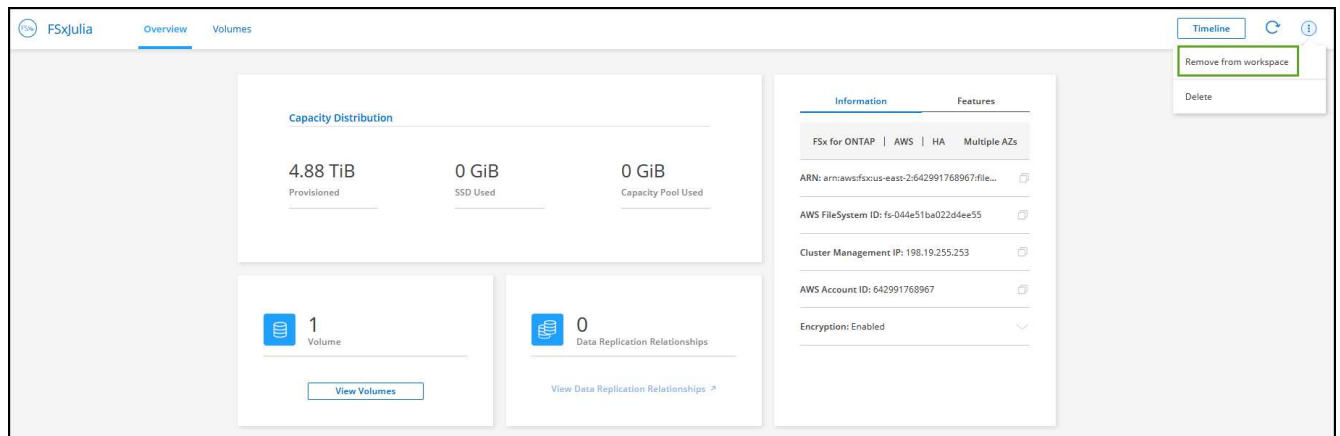 FSxN FSxJulia Overview Volumes Timeline
Remove from workspace
Delete
Capacity Distribution
4.88 TiB 0 GiB 0 GiB
Provisioned SSD Used Capacity Pool Used
Information Features
FSx for ONTAP | AWS | HA Multiple AZs
ARN: arn:aws:fsx:us-east-2:642991768967:file...
AWS FileSystem ID: fs-044e51ba022d4ee55
Cluster Management IP: 198.19.255.253
AWS Account ID: 642991768967
Encryption: Enabled
1
Volume
View Volumes
0
Data Replication Relationships
View Data Replication Relationships